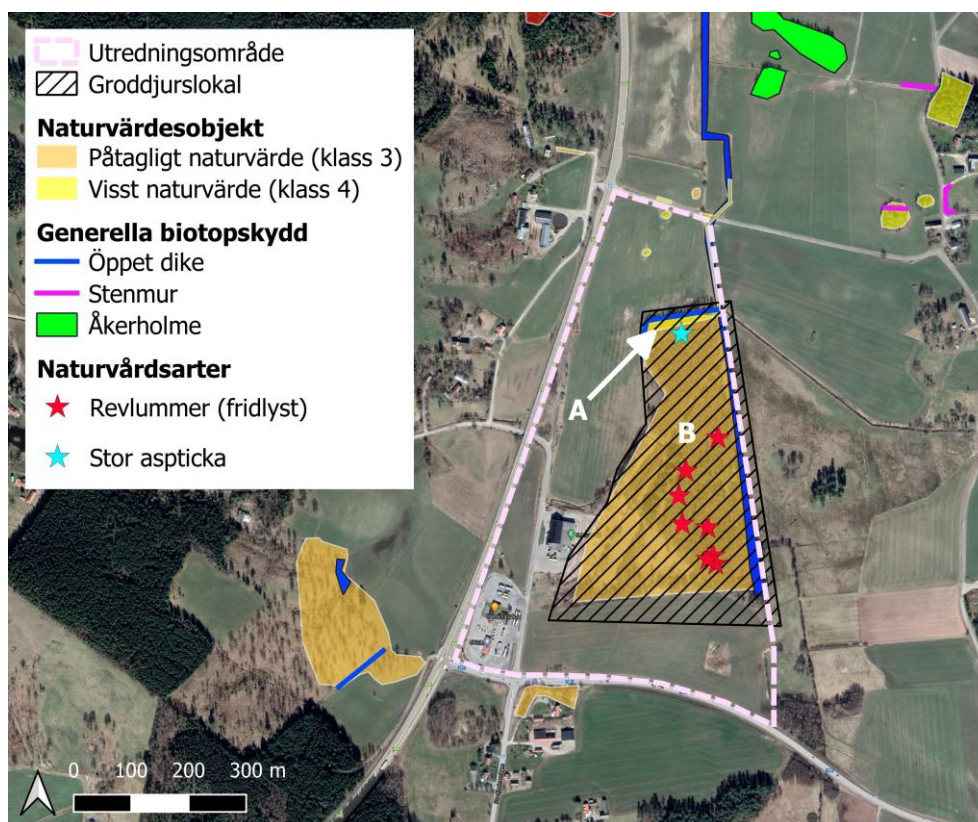 Utredningsområde
Groddjurslokal
Naturvärdesobjekt
Påtagligt naturvärde (klass 3)
Visst naturvärde (klass 4)
Generella biotopskydd
Öppet dike
Stenmur
Åkerholme
Naturvårdsarter
Revlummer (fridlyst)
Stor aspticka
A
B
0 100 200 300 m